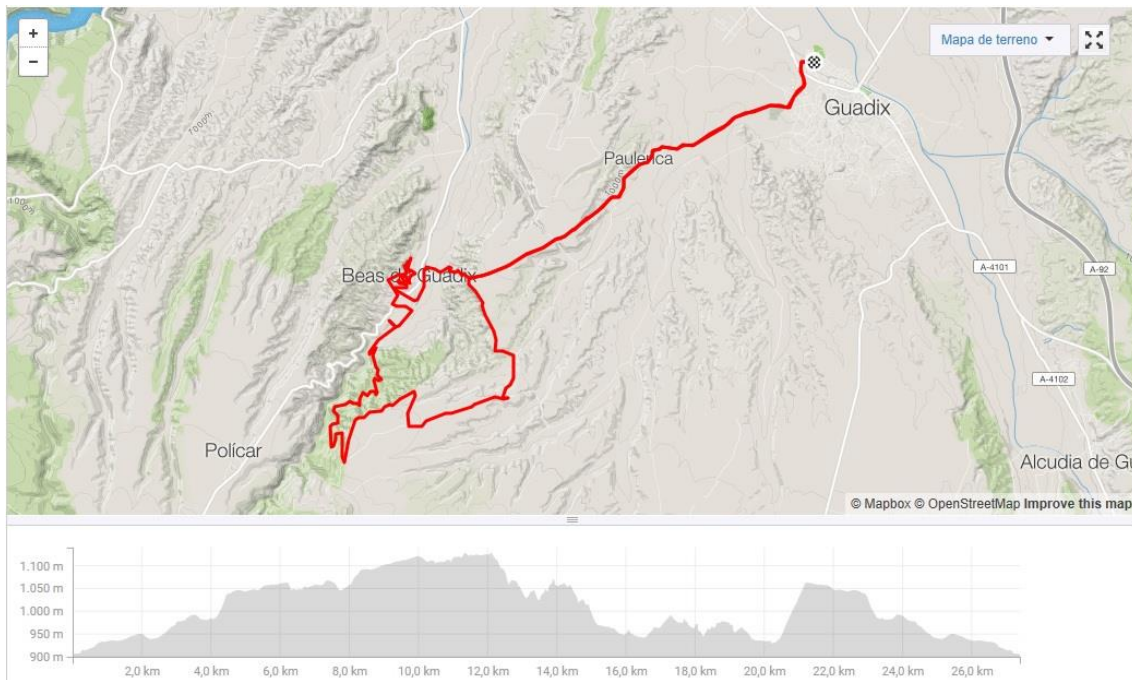 +
−
Mapa de terreno
Guadix
Paulenca
1000m
1000m
1000m
Beas de Guadix
A-4101
A-92
A-4102
Polícar
Alcudia de Gu
© Mapbox © OpenStreetMap Improve this map
1.100 m
1.050 m
1.000 m
950 m
900 m
2,0 km 4,0 km 6,0 km 8,0 km 10,0 km 12,0 km 14,0 km 16,0 km 18,0 km 20,0 km 22,0 km 24,0 km 26,0 km